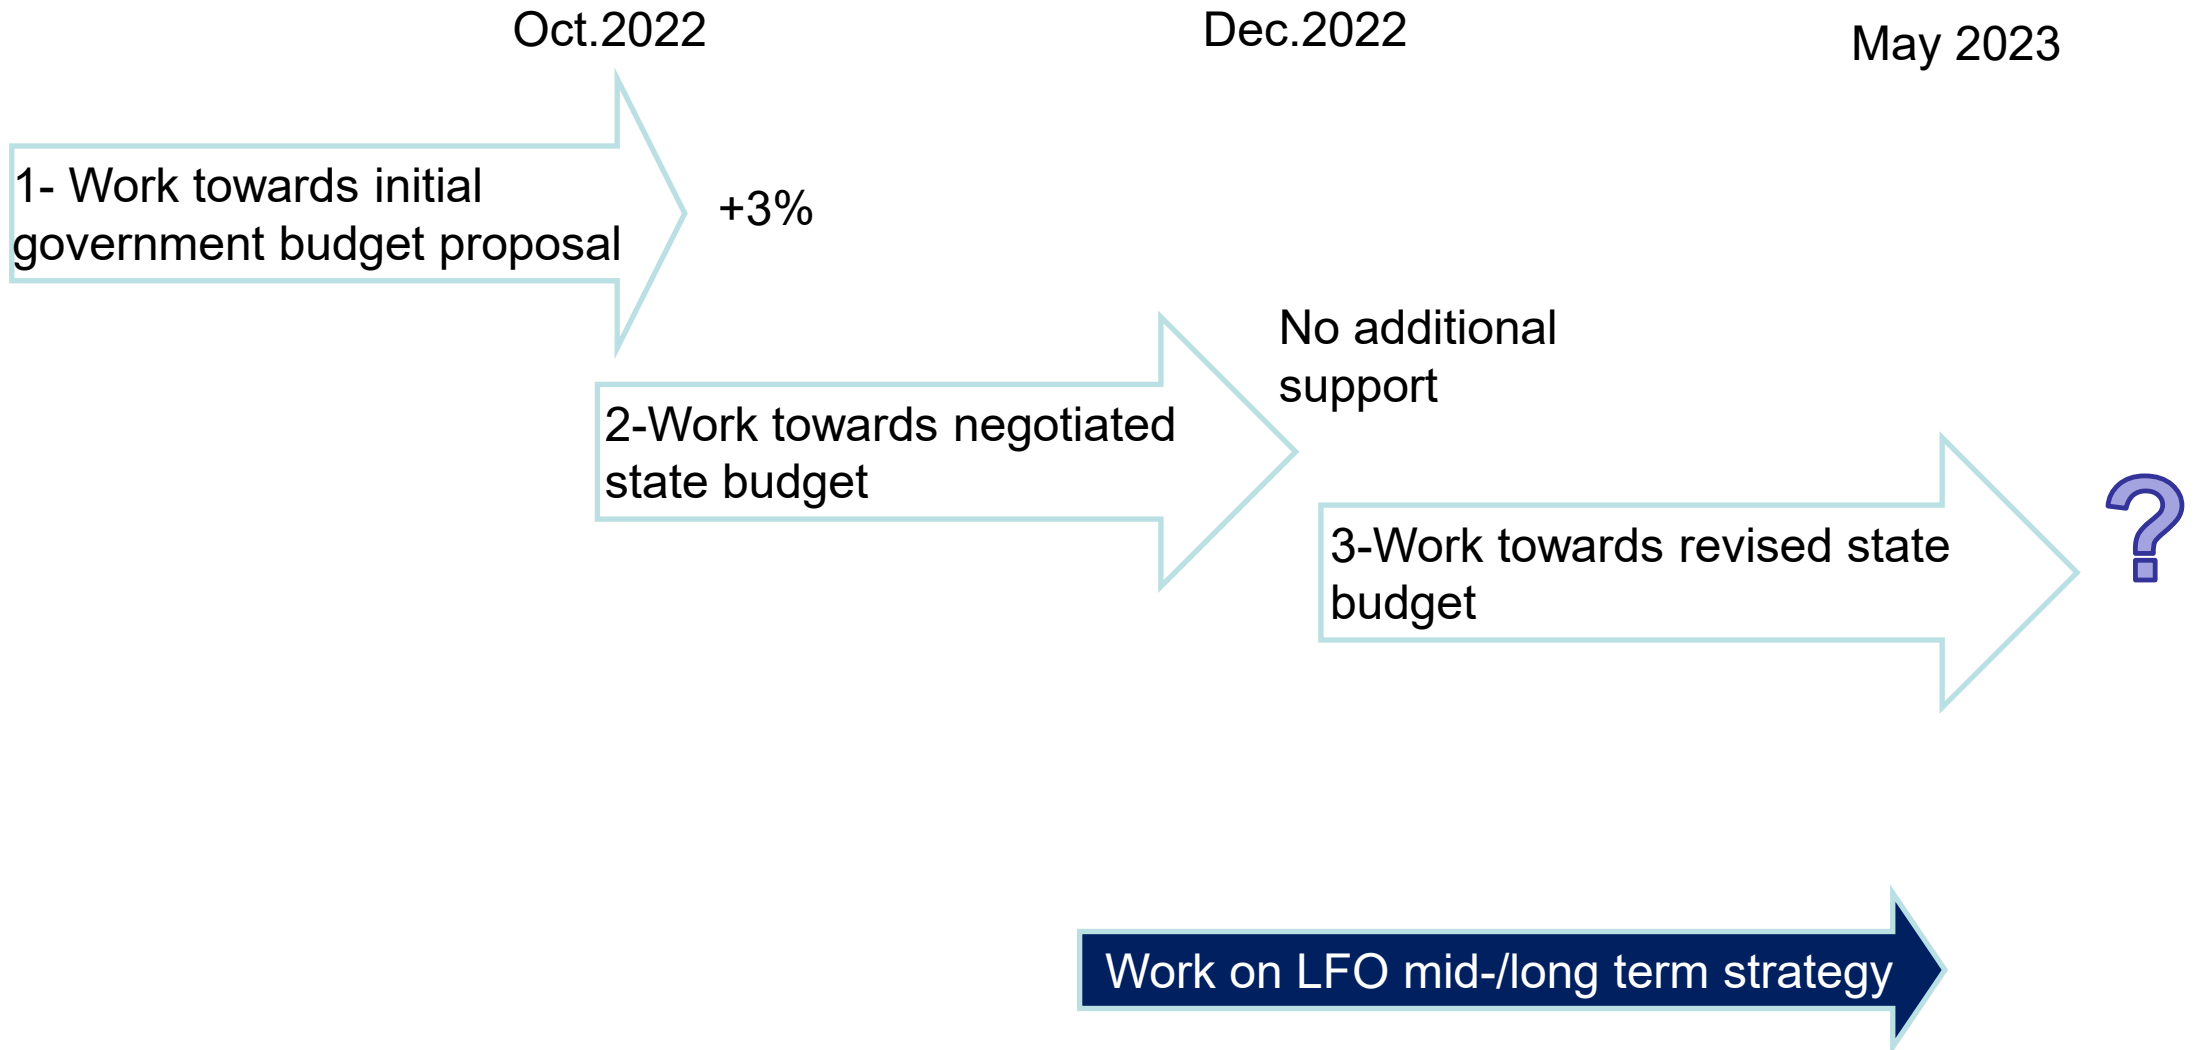 Oct.2022
Dec.2022
May 2023
1- Work towards initial
government budget proposal
+3%
No additional
support
2-Work towards negotiated
state budget
3-Work towards revised state
budget
?
Work on LFO mid-/long term strategy